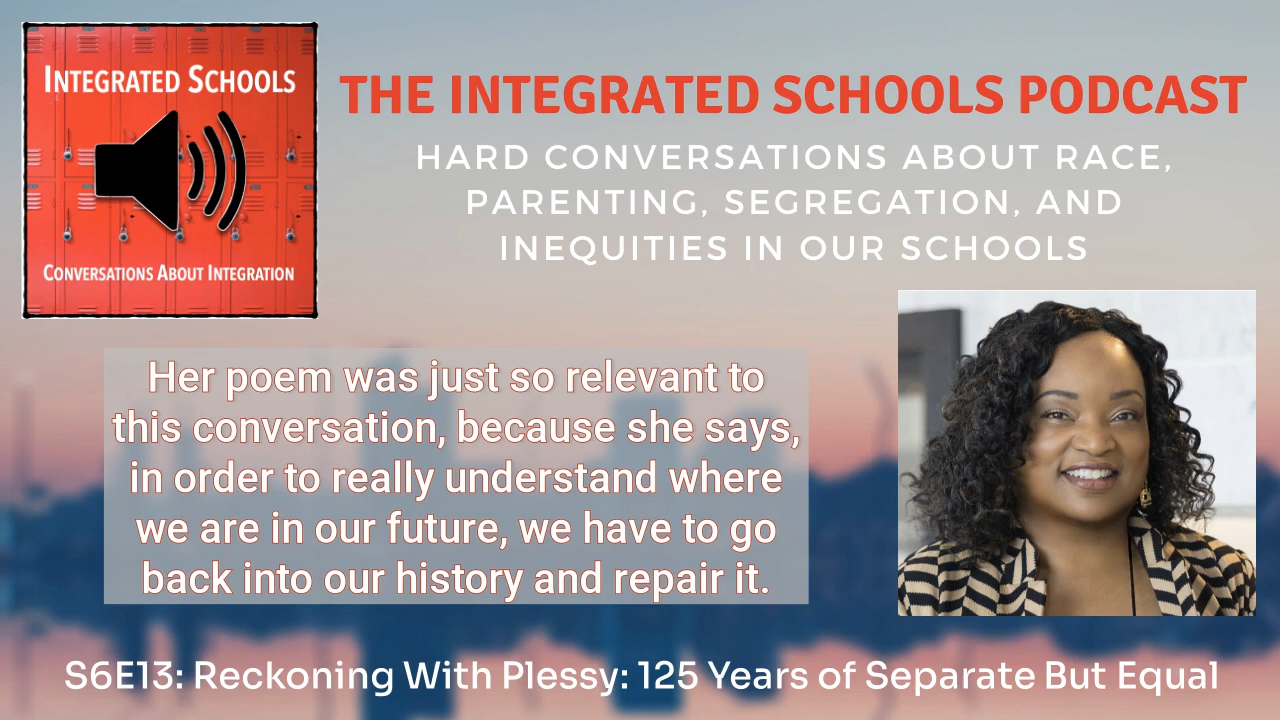 INTEGRATED SCHOOLS
CONVERSATIONS ABOUT INTEGRATION
THE INTEGRATED SCHOOLS PODCAST
HARD CONVERSATIONS ABOUT RACE,
PARENTING, SEGREGATION, AND
INEQUITIES IN OUR SCHOOLS
Her poem was just so relevant to
this conversation, because she says,
in order to really understand where
we are in our future, we have to go
back into our history and repair it.
S6E13: Reckoning With Plessy: 125 Years of Separate But Equal